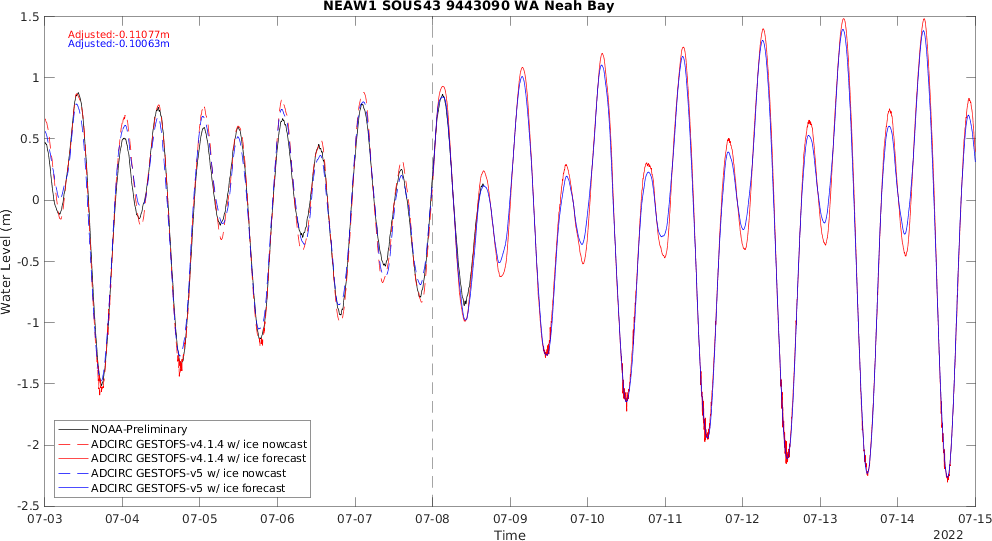 NEAW1 SOUS43 9443090 WA Neah Bay
Adjusted:-0.11077m
Adjusted:-0.10063m
1.5
1
0.5
0
-0.5
-1
-1.5
-2
-2.5
Water Level (m)
NOAA-Preliminary
ADCIRC GESTOFS-v4.1.4 w/ ice nowcast
ADCIRC GESTOFS-v4.1.4 w/ ice forecast
ADCIRC GESTOFS-v5 w/ ice nowcast
ADCIRC GESTOFS-v5 w/ ice forecast
07-03 07-04 07-05 07-06 07-07 07-08 07-09 07-10 07-11 07-12 07-13 07-14 07-15
Time
2022